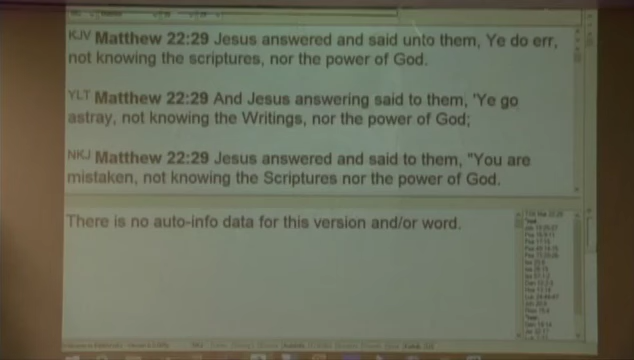 KJV Matthew 22:29 Jesus answered and said unto them, Ye do err,
not knowing the scriptures, nor the power of God.
YLT Matthew 22:29 And Jesus answering said to them, 'Ye go
astray, not knowing the Writings, nor the power of God;
NKJ Matthew 22:29 Jesus answered and said to them, "You are
mistaken, not knowing the Scriptures nor the power of God.
There is no auto-info data for this version and/or word.